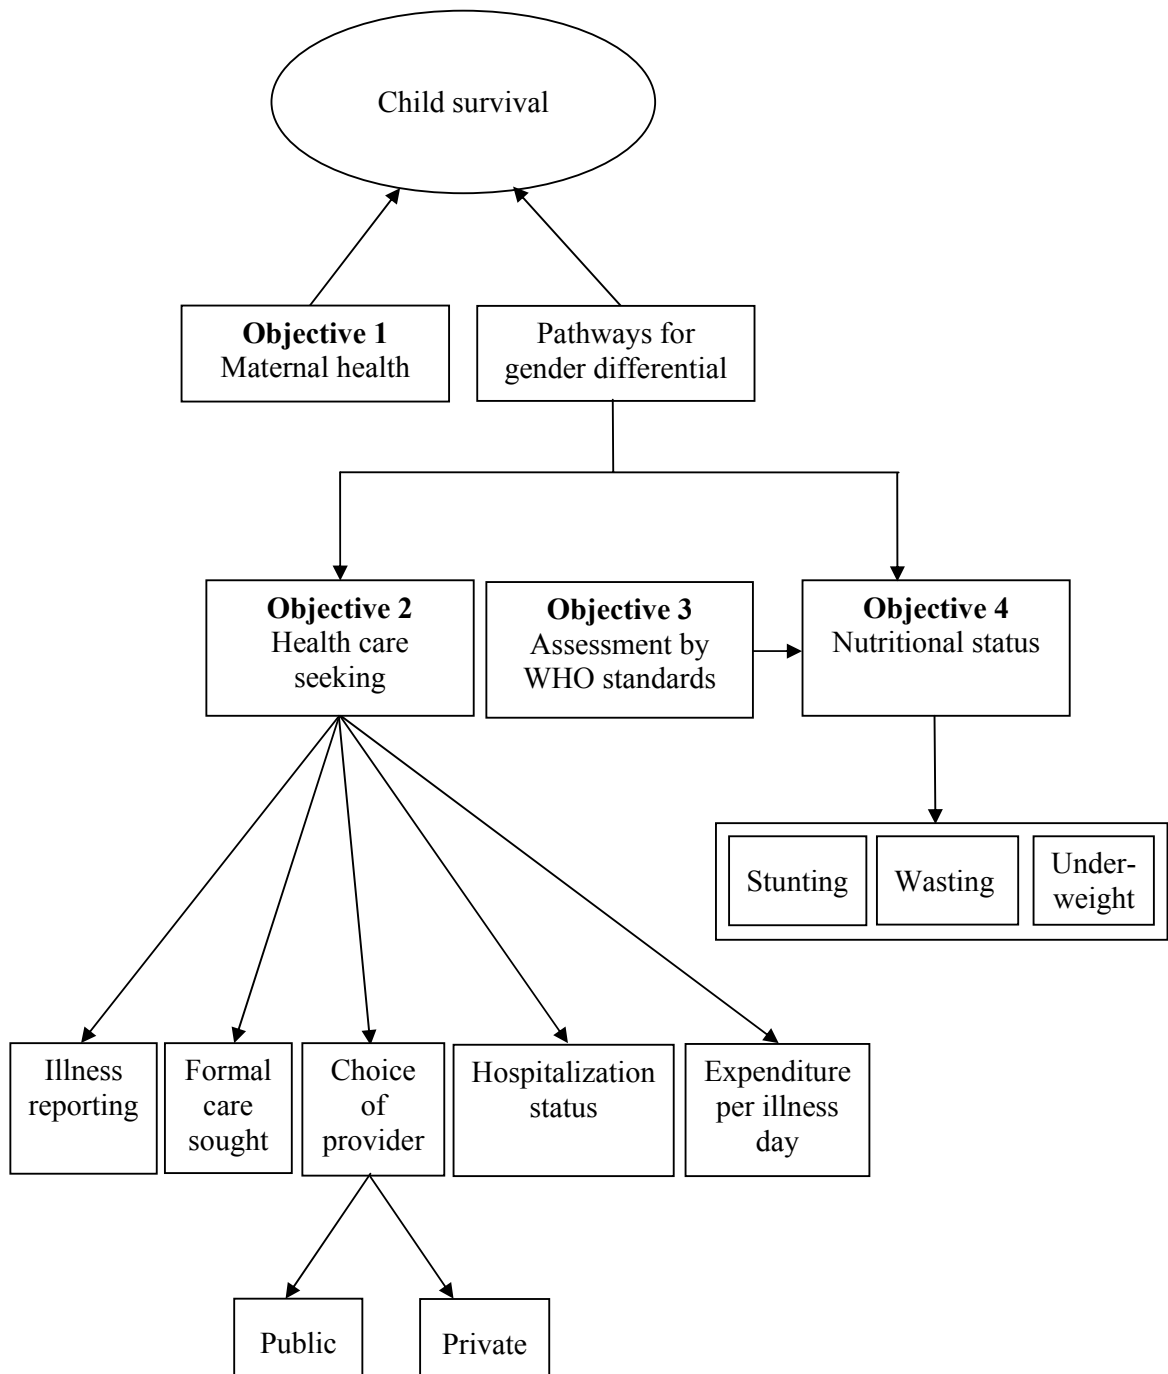 Child survival
Objective 1
Maternal health
Pathways for
gender differential
Objective 2
Health care
seeking
Objective 3
Assessment by
WHO standards
Objective 4
Nutritional status
Stunting
Wasting
Under-
weight
Illness
reporting
Formal
care
sought
Choice
of
provider
Hospitalization
status
Expenditure
per illness
day
Public
Private